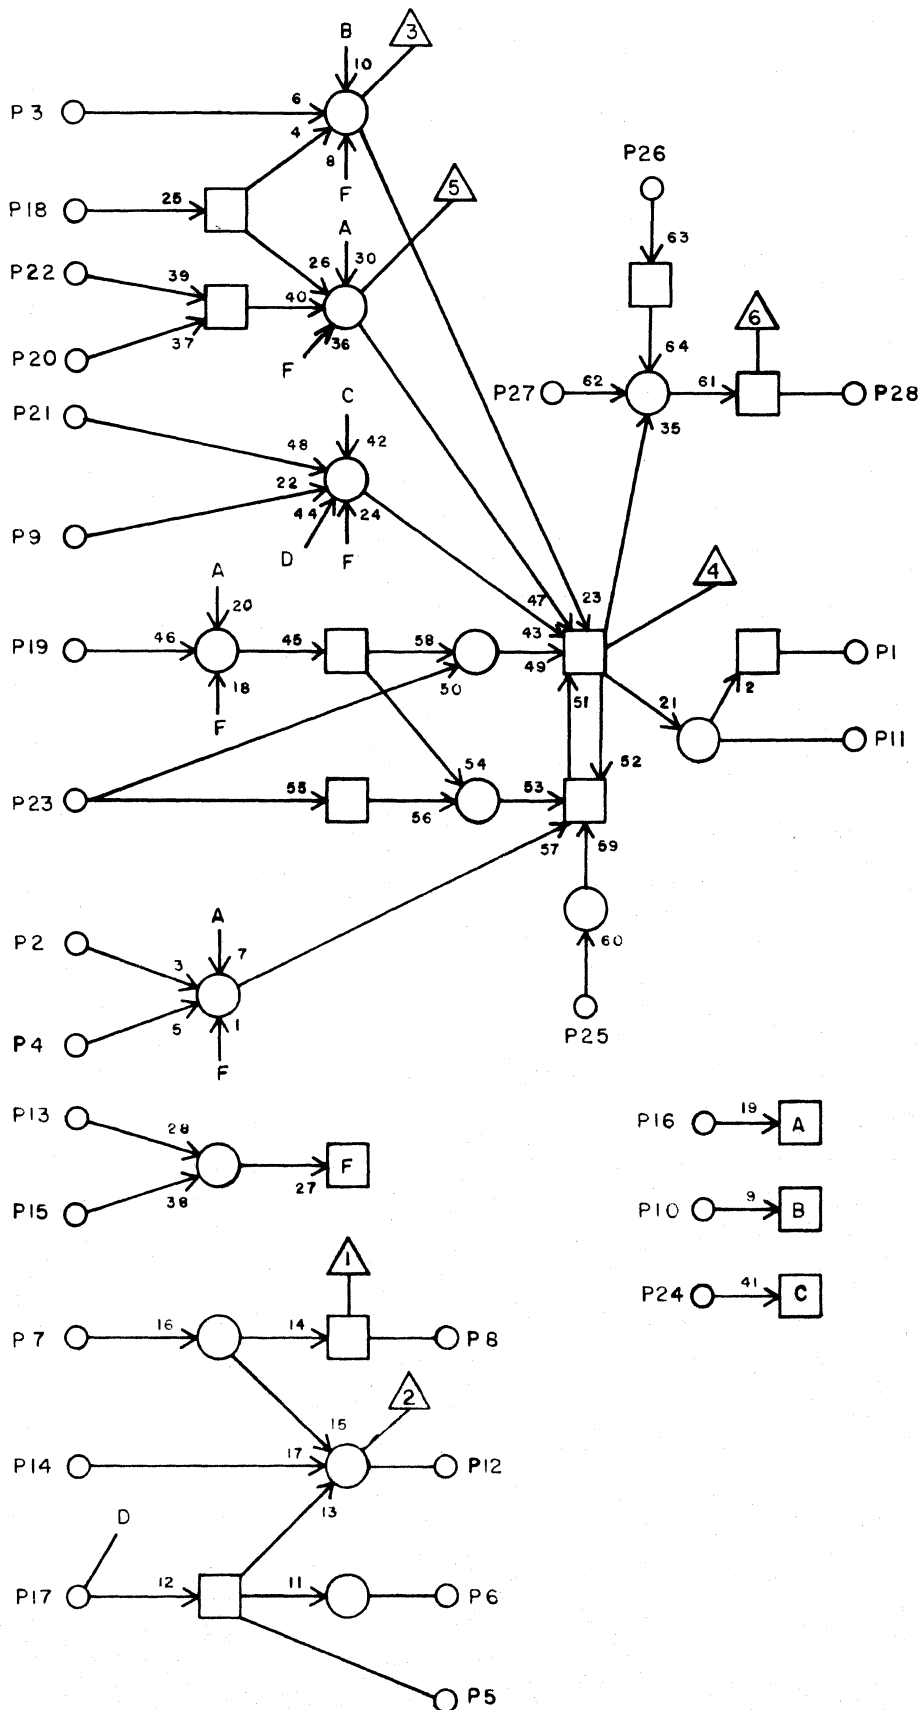 B
3
10
P3
6
4
8
F
P26
P18
25
5
A
63
P22
39
26
30
40
6
37
36
64
P20
F
P27
62
61
P28
P21
C
35
48
42
22
44
24
P9
D
F
4
A
20
47
23
P19
46
45
58
43
49
P1
18
50
51
21
2
F
P11
54
52
P23
55
53
56
57
59
A
P2
7
60
3
5
1
P4
P25
F
P13
P16
19
A
28
F
27
38
P15
P10
9
B
1
41
P24
C
P7
16
14
P8
2
15
P14
17
P12
13
D
P17
12
11
P6
P5